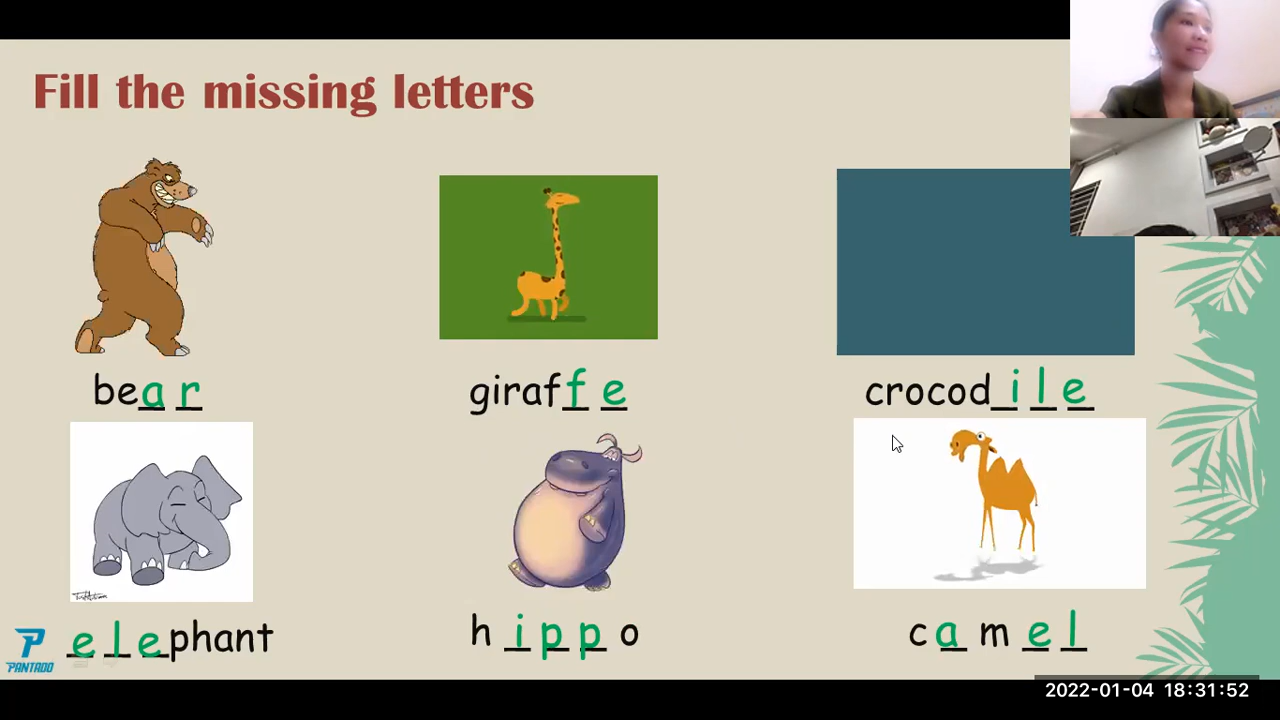 Fill the missing letters
bear
giraffe
crocodile
elephant
hippo
camel
PANTADO
2022-01-04 18:31:52